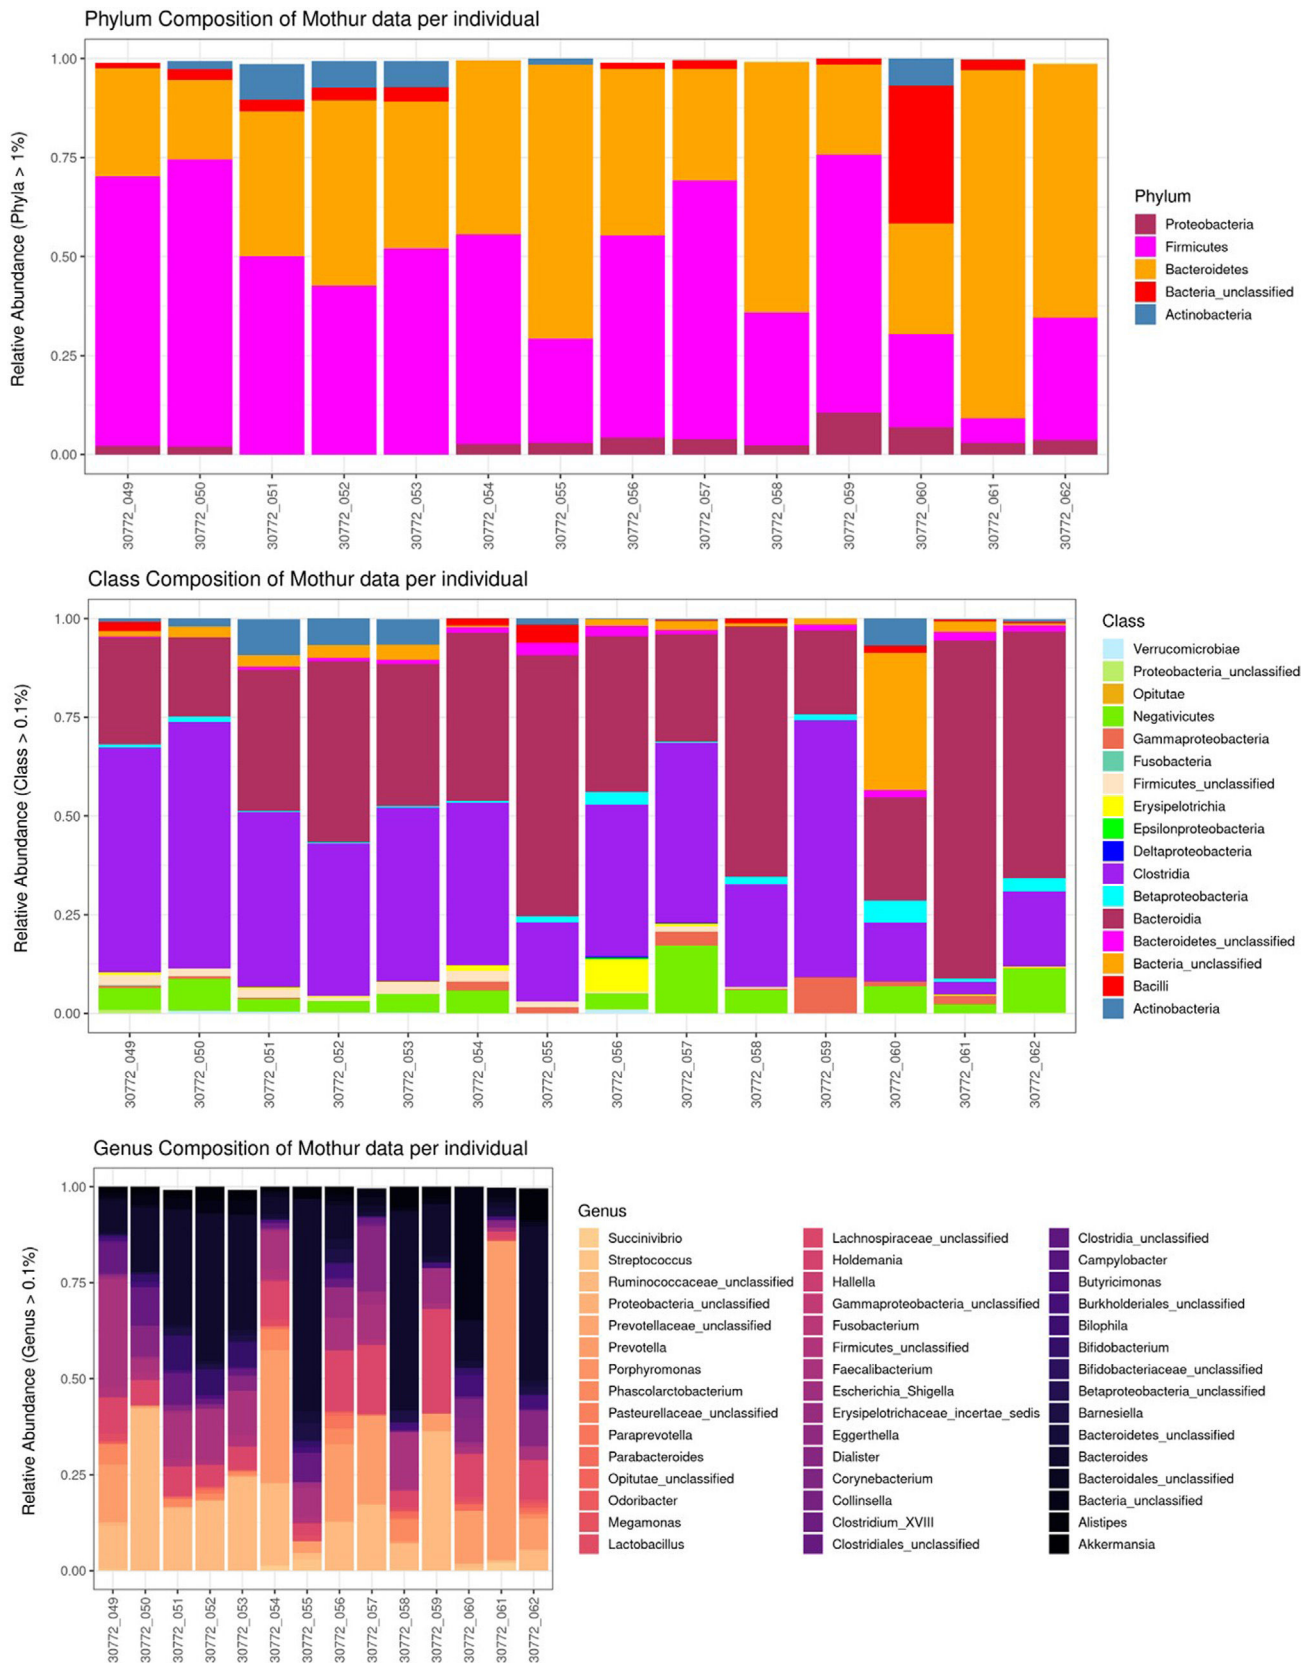 Phylum Composition of Mothur data per individual
Relative Abundance (Phyla > 1%)
1.00
0.75
0.50
0.25
0.00
30772_049
30772_050
30772_051
30772_052
30772_053
30772_054
30772_055
30772_056
30772_057
30772_058
30772_059
30772_060
30772_061
30772_062
Phylum
Proteobacteria
Firmicutes
Bacteroidetes
Bacteria_unclassified
Actinobacteria
Class Composition of Mothur data per individual
Relative Abundance (Class > 0.1%)
1.00
0.75
0.50
0.25
0.00
30772_049
30772_050
30772_051
30772_052
30772_053
30772_054
30772_055
30772_056
30772_057
30772_058
30772_059
30772_060
30772_061
30772_062
Class
Verrucomicrobiae
Proteobacteria_unclassified
Opitutae
Negativicutes
Gammaproteobacteria
Fusobacteria
Firmicutes_unclassified
Erysipelotrichia
Epsilonproteobacteria
Deltaproteobacteria
Clostridia
Betaproteobacteria
Bacteroidia
Bacteroidetes_unclassified
Bacteria_unclassified
Bacilli
Actinobacteria
Genus Composition of Mothur data per individual
Relative Abundance (Genus > 0.1%)
1.00
0.75
0.50
0.25
0.00
30772_049
30772_050
30772_051
30772_052
30772_053
30772_054
30772_055
30772_056
30772_057
30772_058
30772_059
30772_060
30772_061
30772_062
Genus
Succinivibrio
Streptococcus
Ruminococcaceae_unclassified
Proteobacteria_unclassified
Prevotellaceae_unclassified
Prevotella
Porphyromonas
Phascolarctobacterium
Pasteurellaceae_unclassified
Paraprevotella
Parabacteroides
Opitutae_unclassified
Odoribacter
Megamonas
Lactobacillus
Lachnospiraceae_unclassified
Holdemania
Hallella
Gammaproteobacteria_unclassified
Fusobacterium
Firmicutes_unclassified
Faecalibacterium
Escherichia_Shigella
Erysipelotrichaceae_incertae_sedis
Eggerthella
Dialister
Corynebacterium
Collinsella
Clostridium_XVIII
Clostridiales_unclassified
Clostridia_unclassified
Campylobacter
Butyricimonas
Burkholderiales_unclassified
Bilophila
Bifidobacterium
Bifidobacteriaceae_unclassified
Betaproteobacteria_unclassified
Barnesiella
Bacteroidetes_unclassified
Bacteroides
Bacteroidales_unclassified
Bacteria_unclassified
Alistipes
Akkermansia